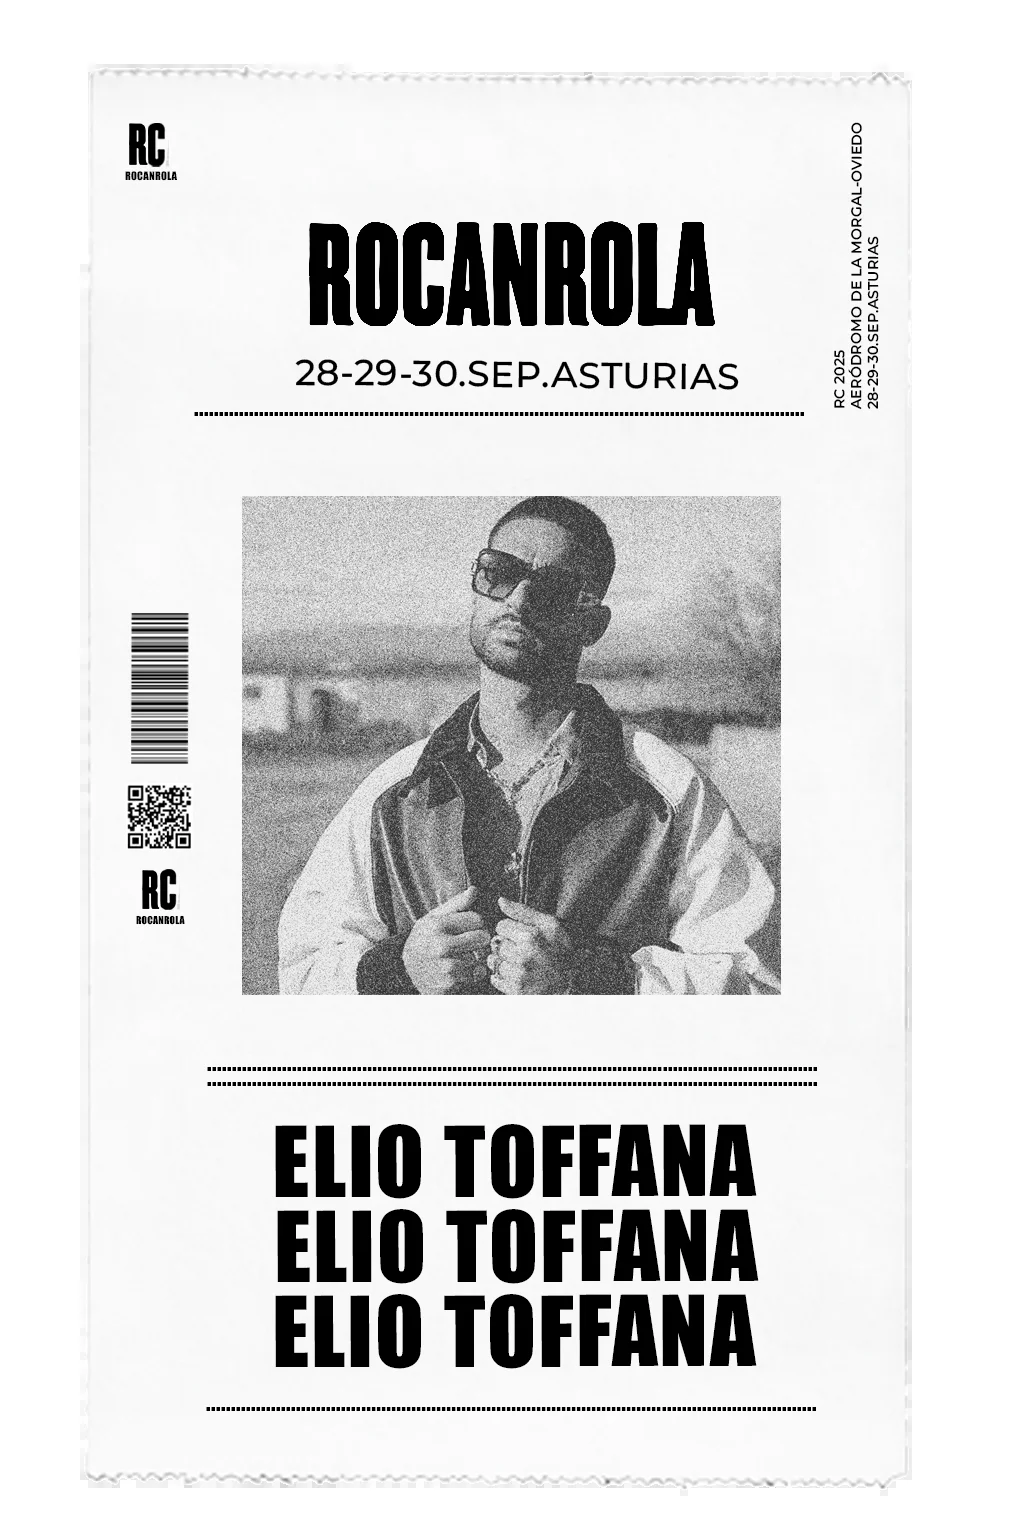 RC
ROCANROLA
RC 2025
AERÓDROMO DE LA MORGAL-OVIEDO
28-29-30.SEP.ASTURIAS
ROCANROLA
28-29-30.SEP.ASTURIAS
RC
ROCANROLA
ELIO TOFFANA
ELIO TOFFANA
ELIO TOFFANA